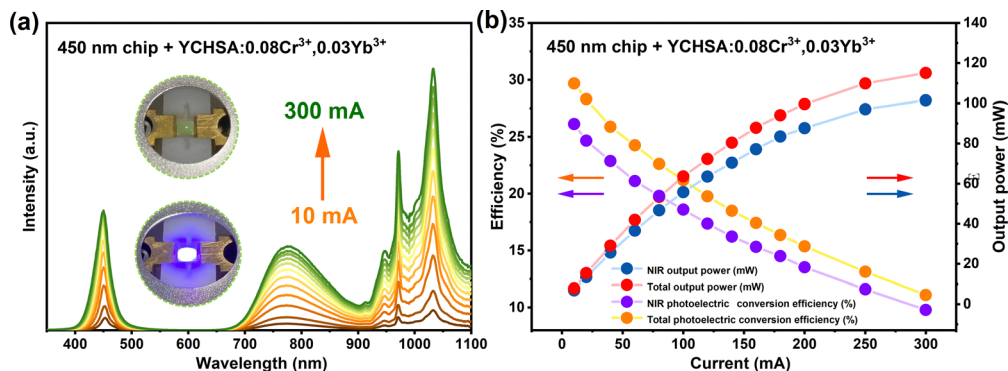 (a)
450 nm chip + YCHSA:0.08Cr³⁺,0.03Yb³⁺
300 mA
10 mA
Intensity (a.u.)
400 500 600 700 800 900 1000 1100
Wavelength (nm)
(b)
450 nm chip + YCHSA:0.08Cr³⁺,0.03Yb³⁺
35
30
25
20
15
10
Efficiency (%)
140
120
100
80
60
40
20
0
Output power (mW)
NIR output power (mW)
Total output power (mW)
NIR photoelectric conversion efficiency (%)
Total photoelectric conversion efficiency (%)
0 50 100 150 200 250 300
Current (mA)